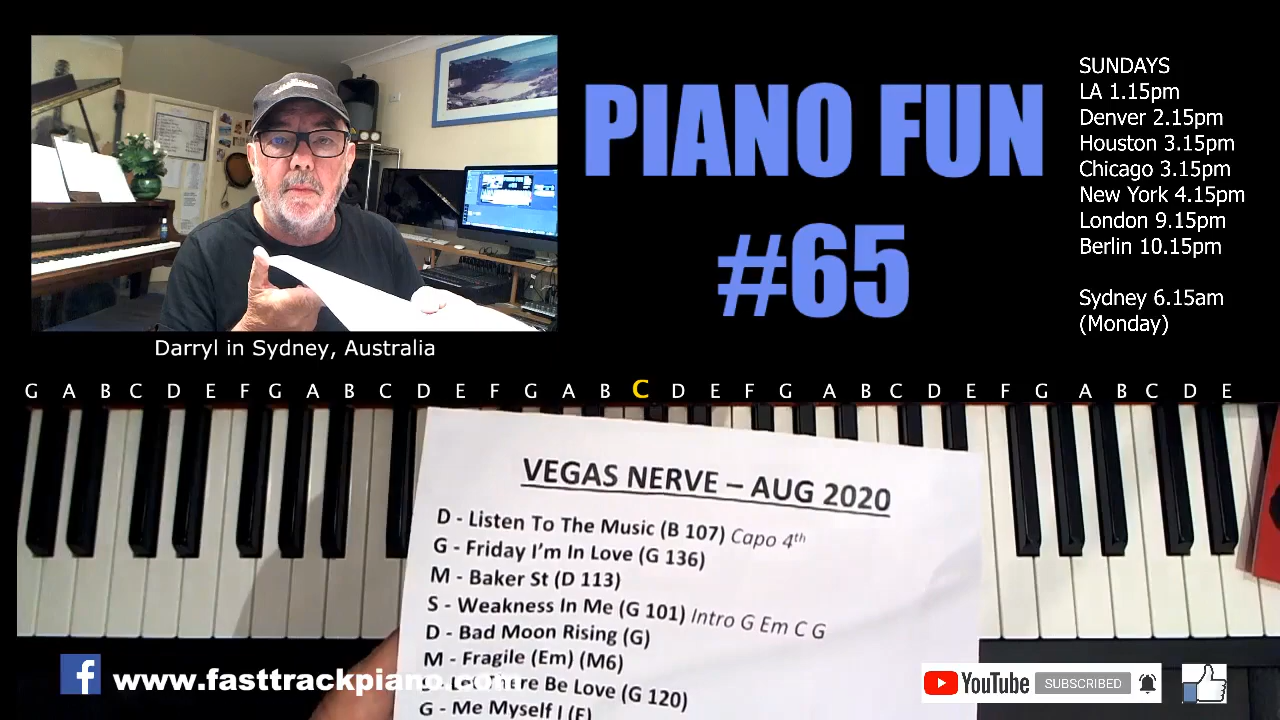 PIANO FUN
#65
SUNDAYS
LA 1.15pm
Denver 2.15pm
Houston 3.15pm
Chicago 3.15pm
New York 4.15pm
London 9.15pm
Berlin 10.15pm
Sydney 6.15am
(Monday)
Darryl in Sydney, Australia
G A B C D E F G A B C D E F G A B C D E F G A B C D E F G A B C D E
VEGAS NERVE – AUG 2020
D - Listen To The Music (B 107) Capo 4th
G - Friday I'm In Love (G 136)
M - Baker St (D 113)
S - Weakness In Me (G 101) Intro G Em C G
D - Bad Moon Rising (G)
M - Fragile (Em) (M6)
There Be Love (G 120)
G - Me Myself I (F)
f www.fasttrackpiano.com
YouTube SUBSCRIBED